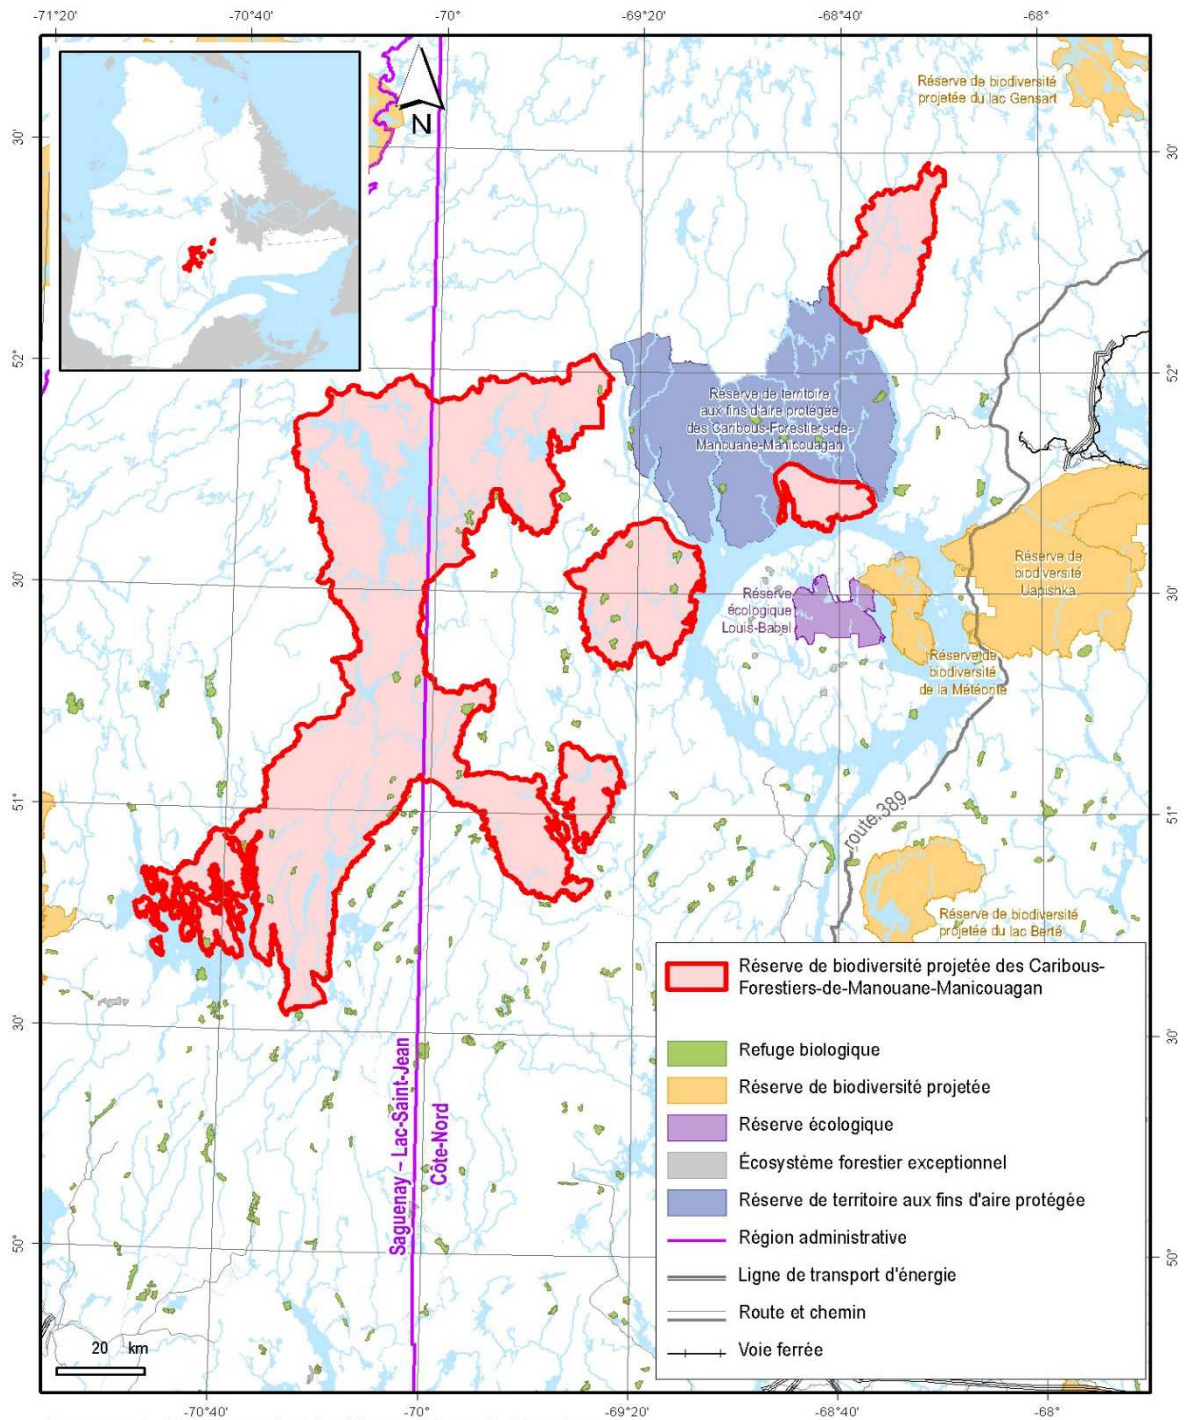 -71°20'
-70°40'
-70°
-69°20'
-68°40'
-68°
Réserve de biodiversité
projetée du lac Gensart
N
30'
30'
52°
52°
Réserve de territoire
aux fins d'aire protégée
des Caribous-Forestiers-de-
Manouane-Manicouagan
Réserve de
biodiversité
Uapishka
30'
30'
Réserve
écologique
Louis-Babel
Réserve de
biodiversité
de la Météorite
51°
51°
route 389
Réserve de biodiversité
projetée du lac Berté
Réserve de biodiversité projetée des Caribous-
Forestiers-de-Manouane-Manicouagan
30'
30'
Refuge biologique
Réserve de biodiversité projetée
Réserve écologique
Écosystème forestier exceptionnel
Réserve de territoire aux fins d'aire protégée
Région administrative
Ligne de transport d'énergie
Route et chemin
Voie ferrée
Saguenay – Lac-Saint-Jean
Côte-Nord
50°
50°
20 km
-70°40'
-70°
-69°20'
-68°40'
-68°